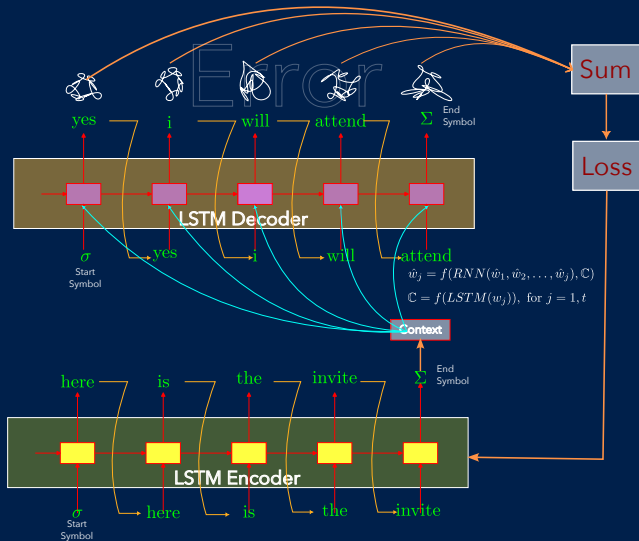 Error
Sum
yes i will attend Σ End Symbol
Loss
LSTM Decoder
σ yes i will attend
Start Symbol
ŵ_j = f(RNN(ŵ_1, ŵ_2, . . . , ŵ_j), ℂ)
ℂ = f(LSTM(w_j)), for j = 1, t
Context
here is the invite Σ End Symbol
LSTM Encoder
σ here is the invite
Start Symbol